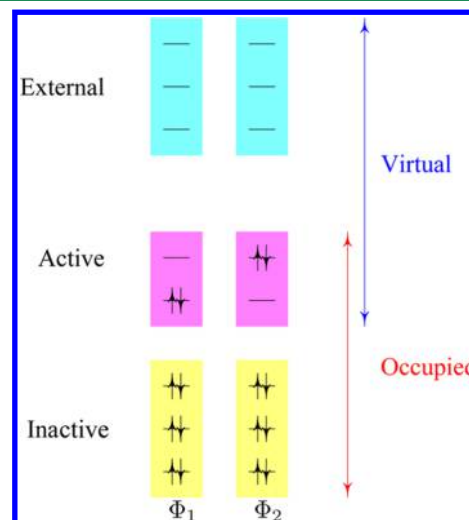 External
Virtual
Active
Occupied
Inactive
Φ₁ Φ₂